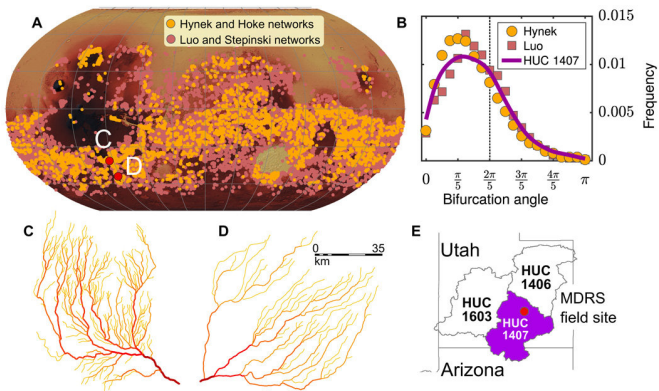 A
Hynek and Hoke networks
Luo and Stepinski networks
C
D
B
Hynek
Luo
HUC 1407
0.015
0.01
0.005
0
Frequency
0 π/5 2π/5 3π/5 4π/5 π
Bifurcation angle
C
D
0 35
km
E
Utah
HUC
1406
HUC
1603
MDRS
field site
HUC
1407
Arizona